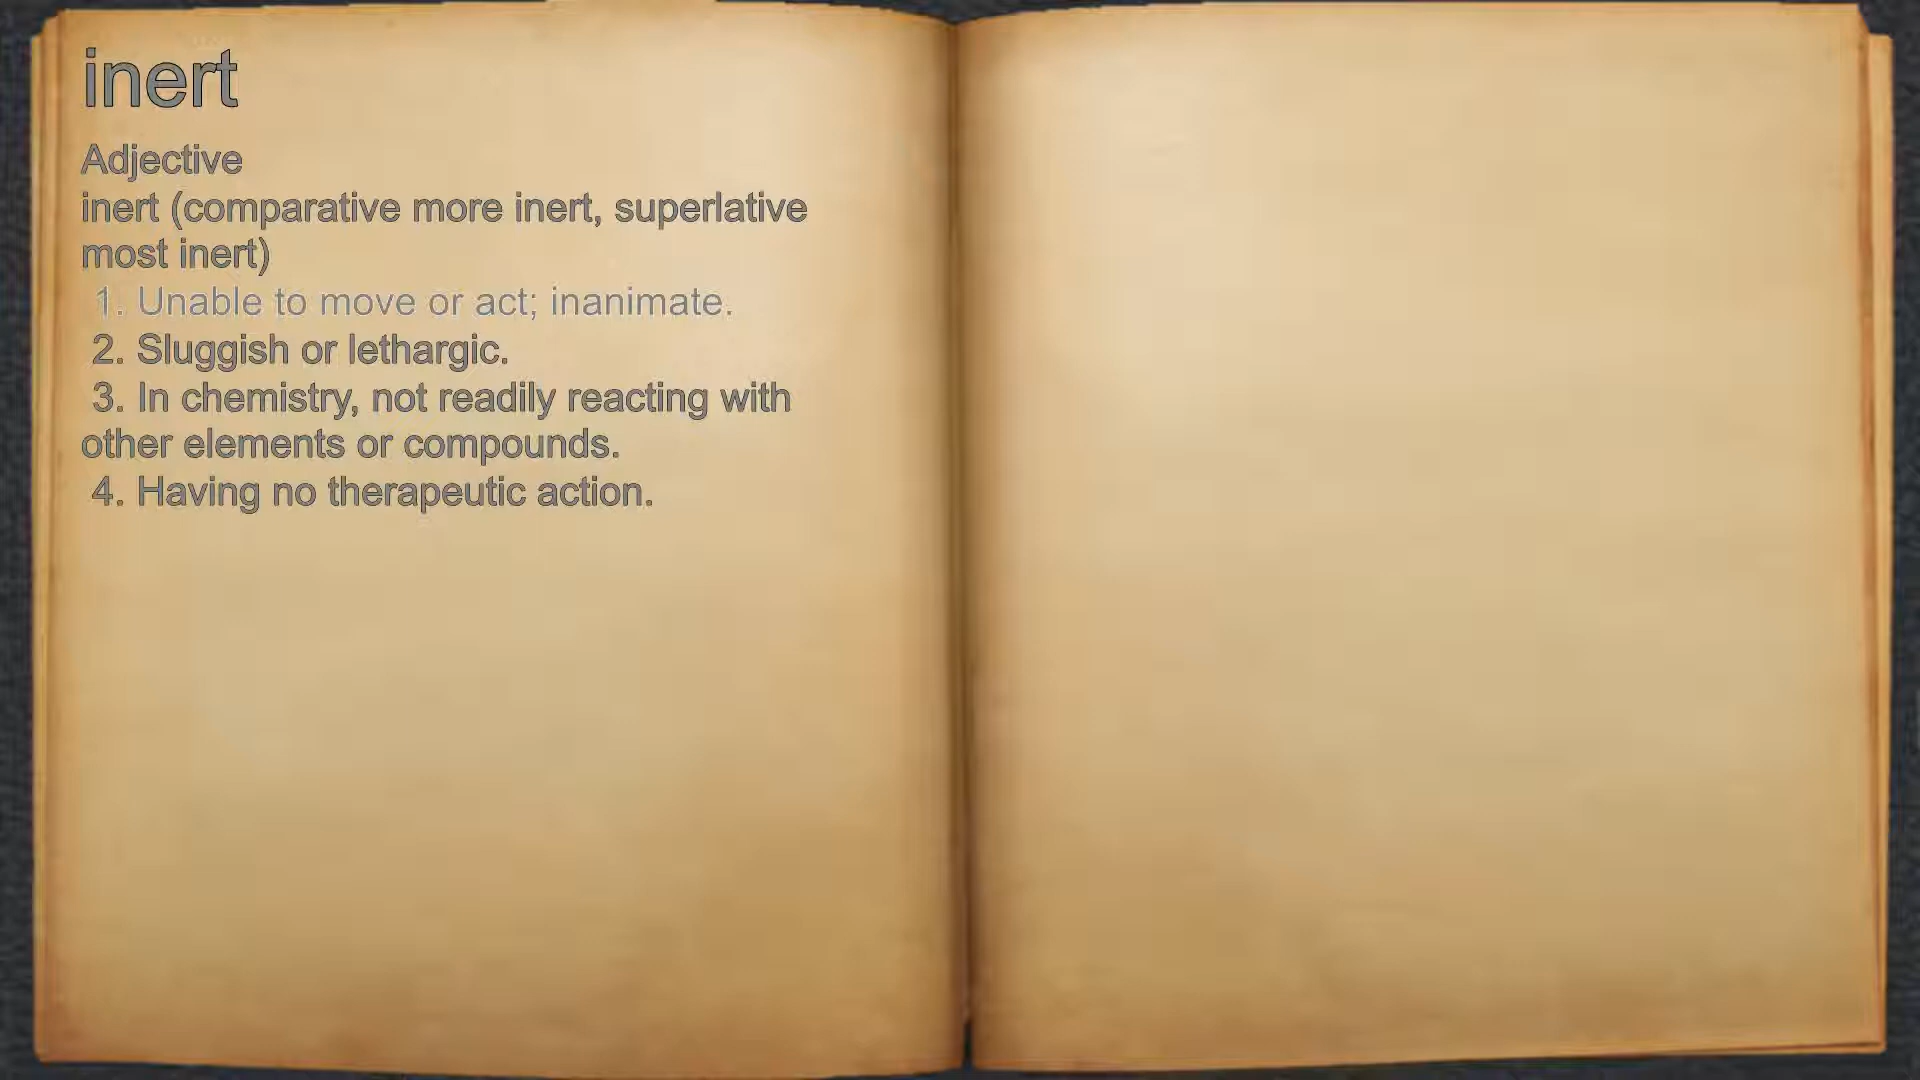 inert
Adjective
inert (comparative more inert, superlative
most inert)
1. Unable to move or act; inanimate.
2. Sluggish or lethargic.
3. In chemistry, not readily reacting with
other elements or compounds.
4. Having no therapeutic action.